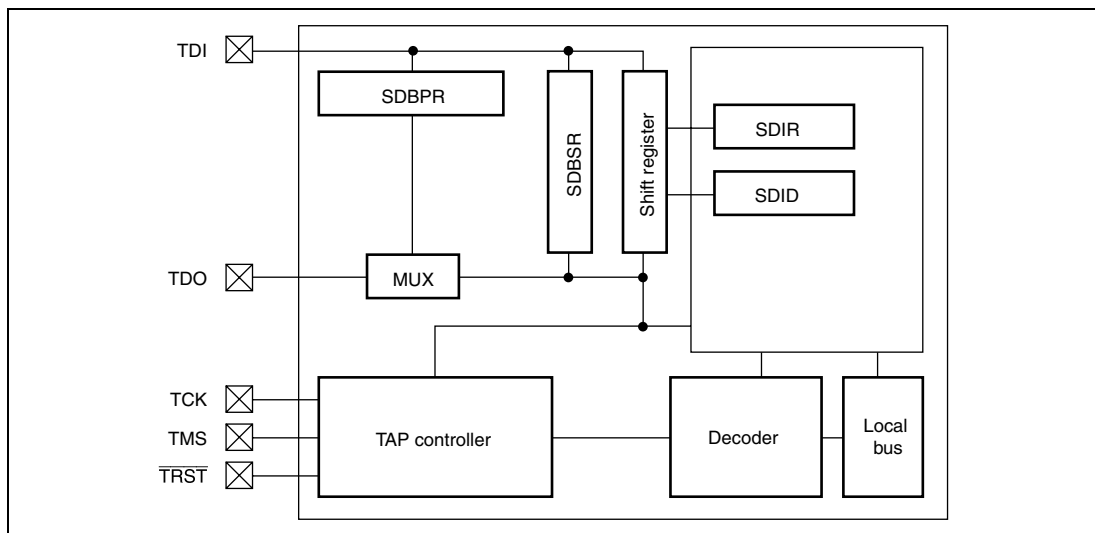 TDI
SDBPR
SDBSR
Shift register
SDIR
SDID
TDO
MUX
TCK
TMS
TRST
TAP controller
Decoder
Local
bus